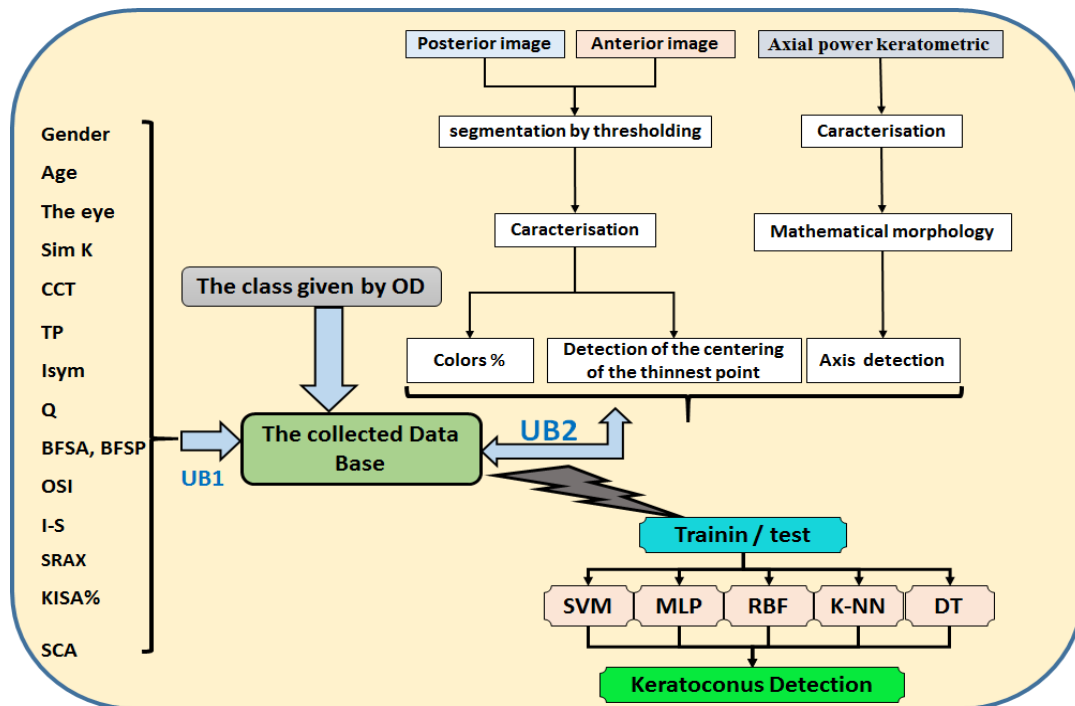 Posterior image
Anterior image
Axial power keratometric
segmentation by thresholding
Caracterisation
Caracterisation
Mathematical morphology
Colors %
Detection of the centering
of the thinnest point
Axis detection
Gender
Age
The eye
Sim K
CCT
TP
Isym
Q
BFSA, BFSP
OSI
I-S
SRAX
KISA%
SCA
The class given by OD
UB1
The collected Data
Base
UB2
Trainin / test
SVM
MLP
RBF
K-NN
DT
Keratoconus Detection